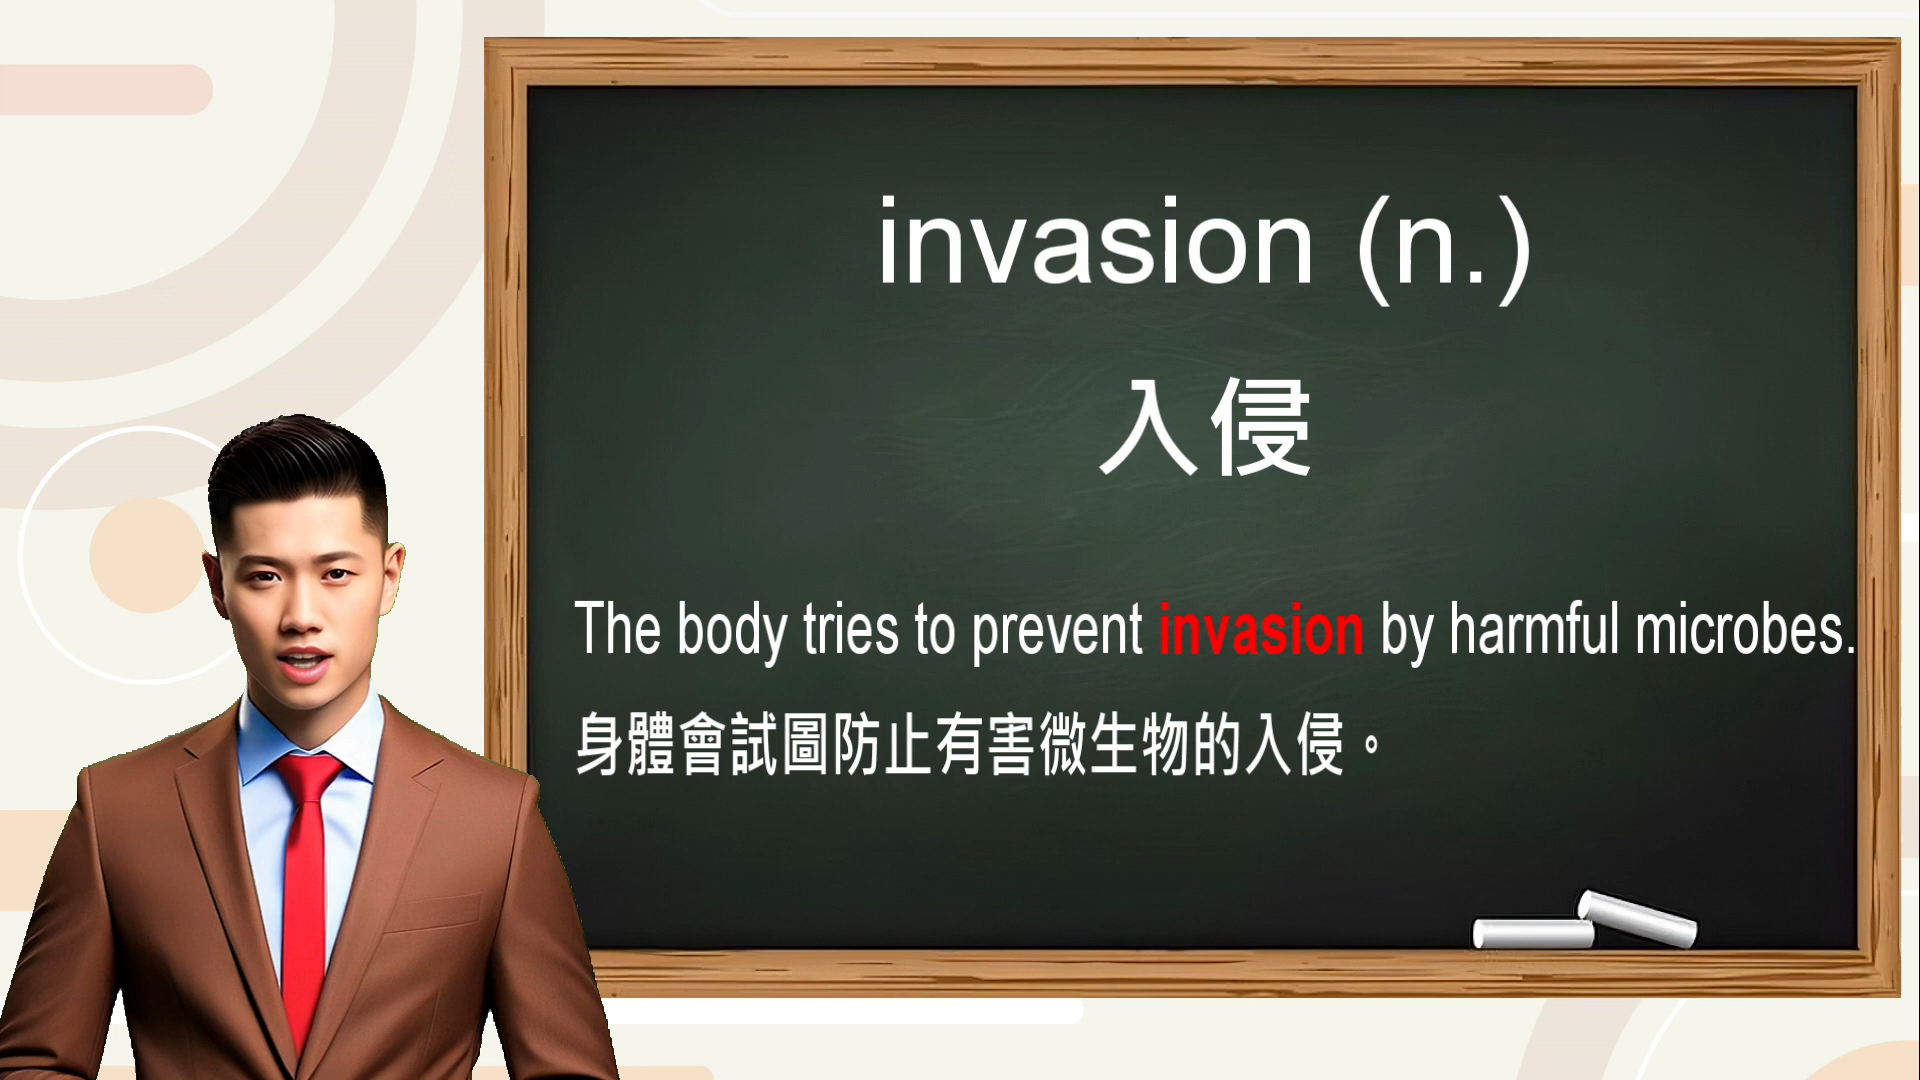 invasion (n.)
入侵
The body tries to prevent invasion by harmful microbes.
身體會試圖防止有害微生物的入侵。